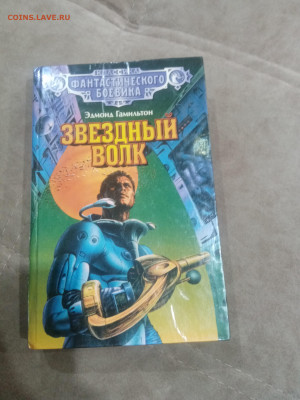 coins.lave.ru
ФАНТАСТИЧЕСКОГО
БОЕВИКА
Эдмонд Гамильтон
ЗВЕЗДНЫЙ
ВОЛК